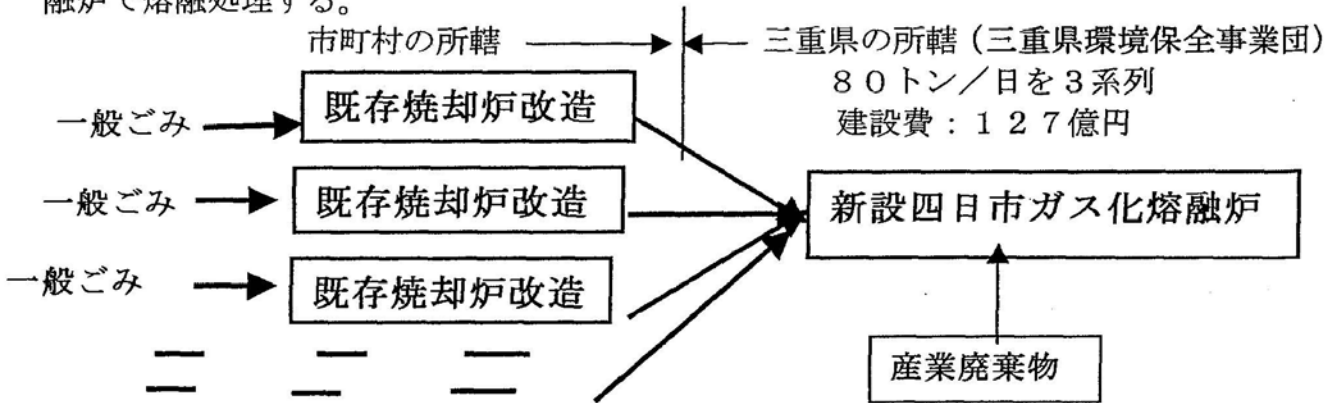 融炉で熔融処理する。
市町村の所轄
三重県の所轄（三重県環境保全事業団）
８０トン／日を３系列
建設費：１２７億円
一般ごみ
既存焼却炉改造
一般ごみ
既存焼却炉改造
新設四日市ガス化熔融炉
一般ごみ
既存焼却炉改造
産業廃棄物